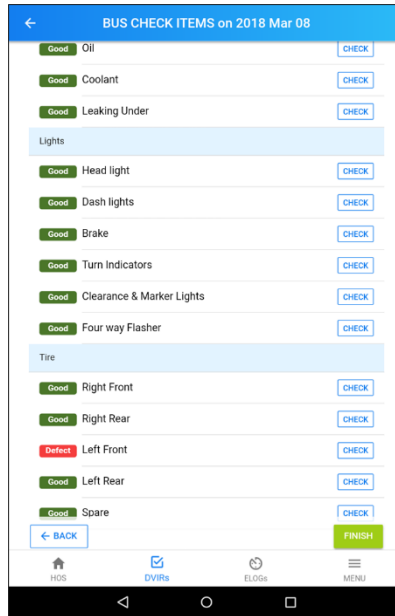 BUS CHECK ITEMS on 2018 Mar 08
Good Oil CHECK
Good Coolant CHECK
Good Leaking Under CHECK
Lights
Good Head light CHECK
Good Dash lights CHECK
Good Brake CHECK
Good Turn Indicators CHECK
Good Clearance & Marker Lights CHECK
Good Four way Flasher CHECK
Tire
Good Right Front CHECK
Good Right Rear CHECK
Defect Left Front CHECK
Good Left Rear CHECK
Good Spare CHECK
← BACK FINISH
HOS DVIRs ELOGs MENU